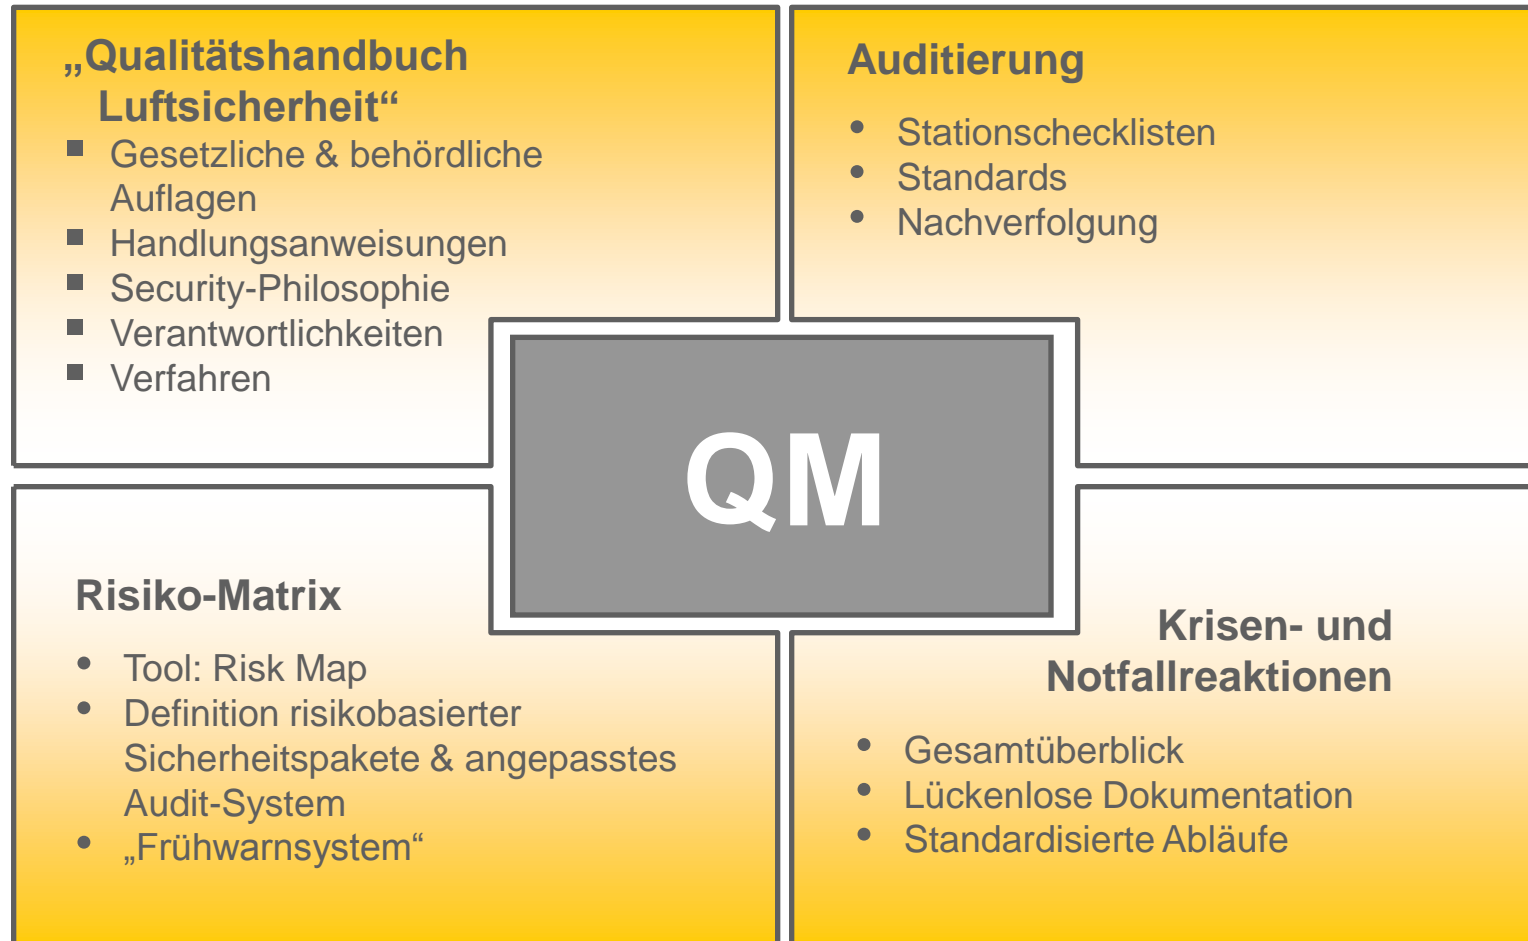 „Qualitätshandbuch
Luftsicherheit“
▪ Gesetzliche & behördliche
Auflagen
▪ Handlungsanweisungen
▪ Security-Philosophie
▪ Verantwortlichkeiten
▪ Verfahren
Auditierung
• Stationschecklisten
• Standards
• Nachverfolgung
QM
Risiko-Matrix
• Tool: Risk Map
• Definition risikobasierter
Sicherheitspakete & angepasstes
Audit-System
• „Frühwarnsystem“
Krisen- und
Notfallreaktionen
• Gesamtüberblick
• Lückenlose Dokumentation
• Standardisierte Abläufe